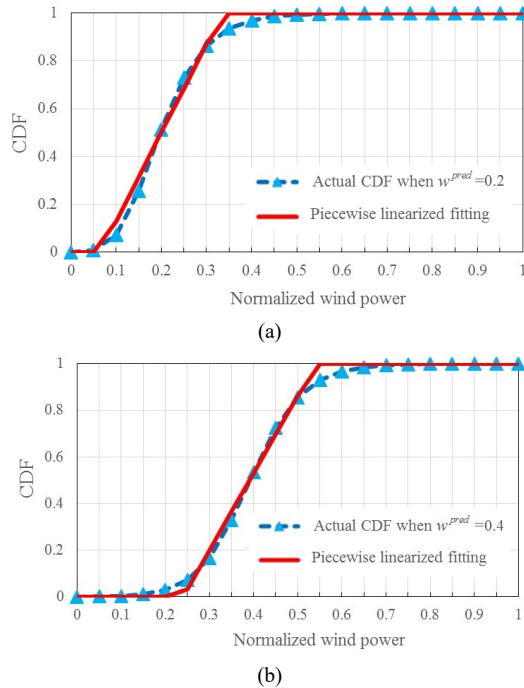 1
0.8
0.6
0.4
0.2
0
CDF
Actual CDF when w^pred =0.2
Piecewise linearized fitting
0 0.1 0.2 0.3 0.4 0.5 0.6 0.7 0.8 0.9 1
Normalized wind power
(a)
1
0.8
0.6
0.4
0.2
0
CDF
Actual CDF when w^pred =0.4
Piecewise linearized fitting
0 0.1 0.2 0.3 0.4 0.5 0.6 0.7 0.8 0.9 1
Normalized wind power
(b)